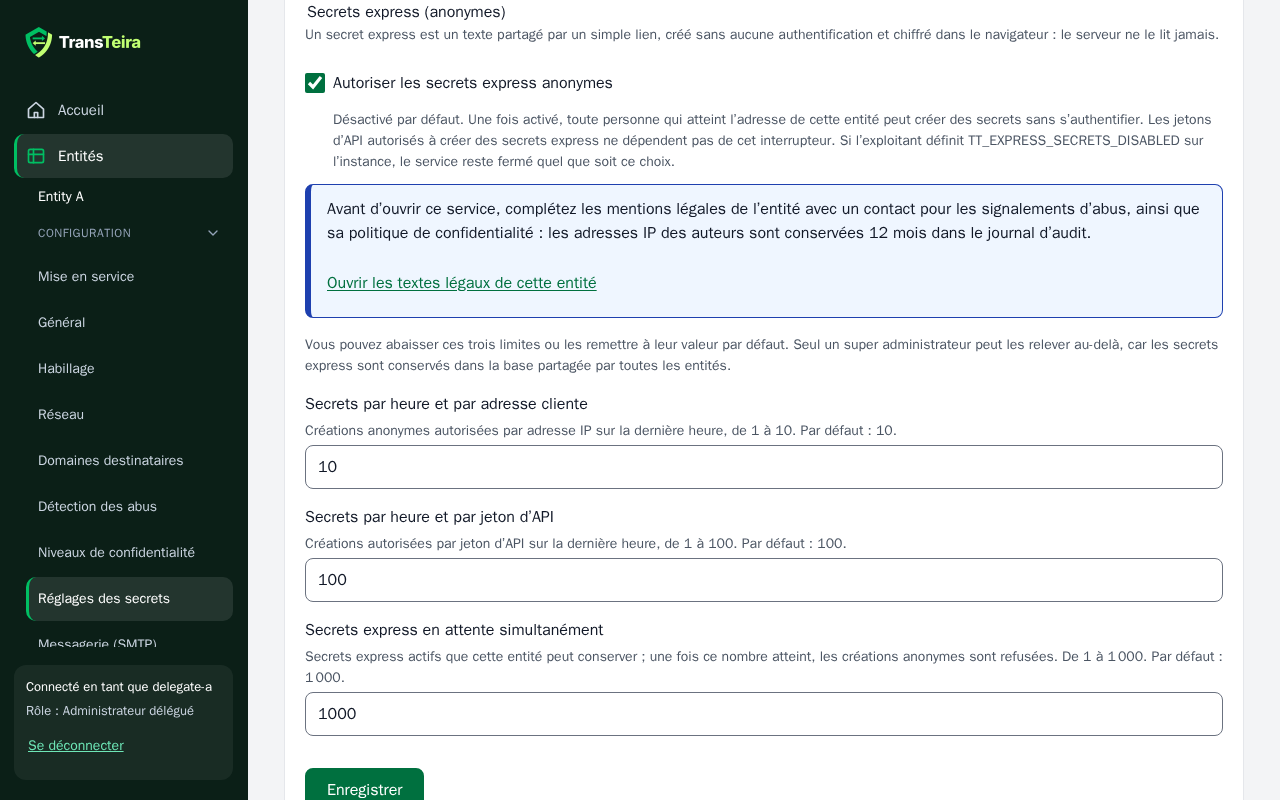 TransTeira
Accueil
Entités
Entity A
CONFIGURATION
Mise en service
Général
Habillage
Réseau
Domaines destinataires
Détection des abus
Niveaux de confidentialité
Réglages des secrets
Messagerie (SMTP)
Connecté en tant que delegate-a
Rôle : Administrateur délégué
Se déconnecter
Secrets express (anonymes)
Un secret express est un texte partagé par un simple lien, créé sans aucune authentification et chiffré dans le navigateur : le serveur ne le lit jamais.
Autoriser les secrets express anonymes
Désactivé par défaut. Une fois activé, toute personne qui atteint l'adresse de cette entité peut créer des secrets sans s'authentifier. Les jetons
d'API autorisés à créer des secrets express ne dépendent pas de cet interrupteur. Si l'exploitant définit TT_EXPRESS_SECRETS_DISABLED sur
l'instance, le service reste fermé quel que soit ce choix.
Avant d'ouvrir ce service, complétez les mentions légales de l'entité avec un contact pour les signalements d'abus, ainsi que
sa politique de confidentialité : les adresses IP des auteurs sont conservées 12 mois dans le journal d'audit.
Ouvrir les textes légaux de cette entité
Vous pouvez abaisser ces trois limites ou les remettre à leur valeur par défaut. Seul un super administrateur peut les relever au-delà, car les secrets
express sont conservés dans la base partagée par toutes les entités.
Secrets par heure et par adresse cliente
Créations anonymes autorisées par adresse IP sur la dernière heure, de 1 à 10. Par défaut : 10.
10
Secrets par heure et par jeton d'API
Créations autorisées par jeton d'API sur la dernière heure, de 1 à 100. Par défaut : 100.
100
Secrets express en attente simultanément
Secrets express actifs que cette entité peut conserver ; une fois ce nombre atteint, les créations anonymes sont refusées. De 1 à 1 000. Par défaut :
1 000.
1000
Enregistrer